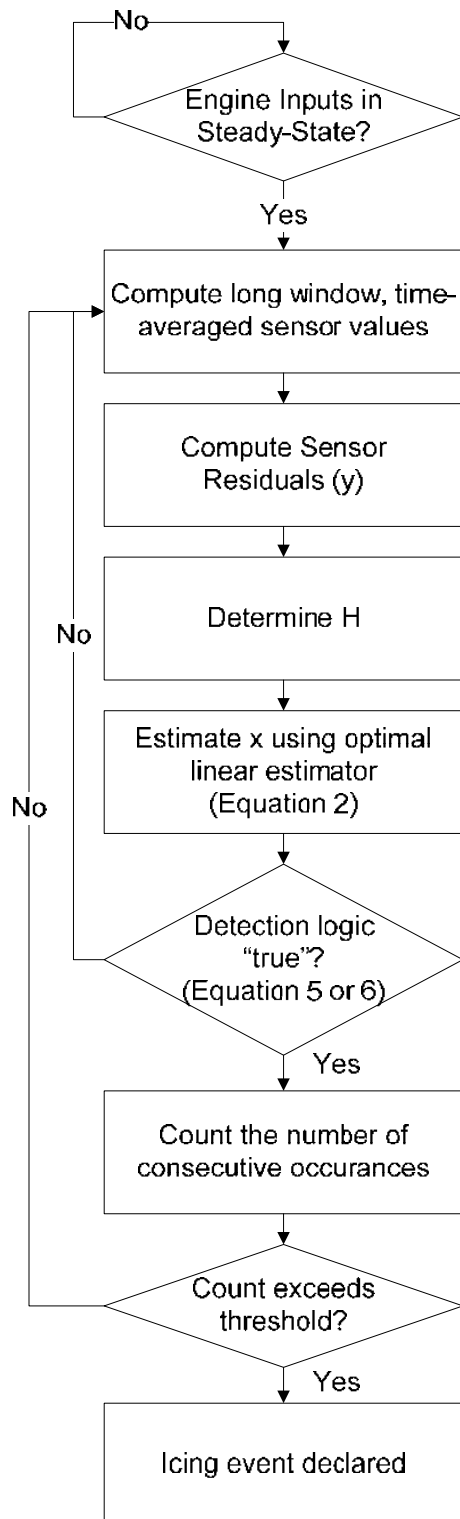 No
Engine Inputs in
Steady-State?
Yes
Compute long window, time-
averaged sensor values
Compute Sensor
Residuals (y)
Determine H
No
Estimate x using optimal
linear estimator
(Equation 2)
No
Detection logic
“true”?
(Equation 5 or 6)
Yes
Count the number of
consecutive occurances
Count exceeds
threshold?
Yes
Icing event declared